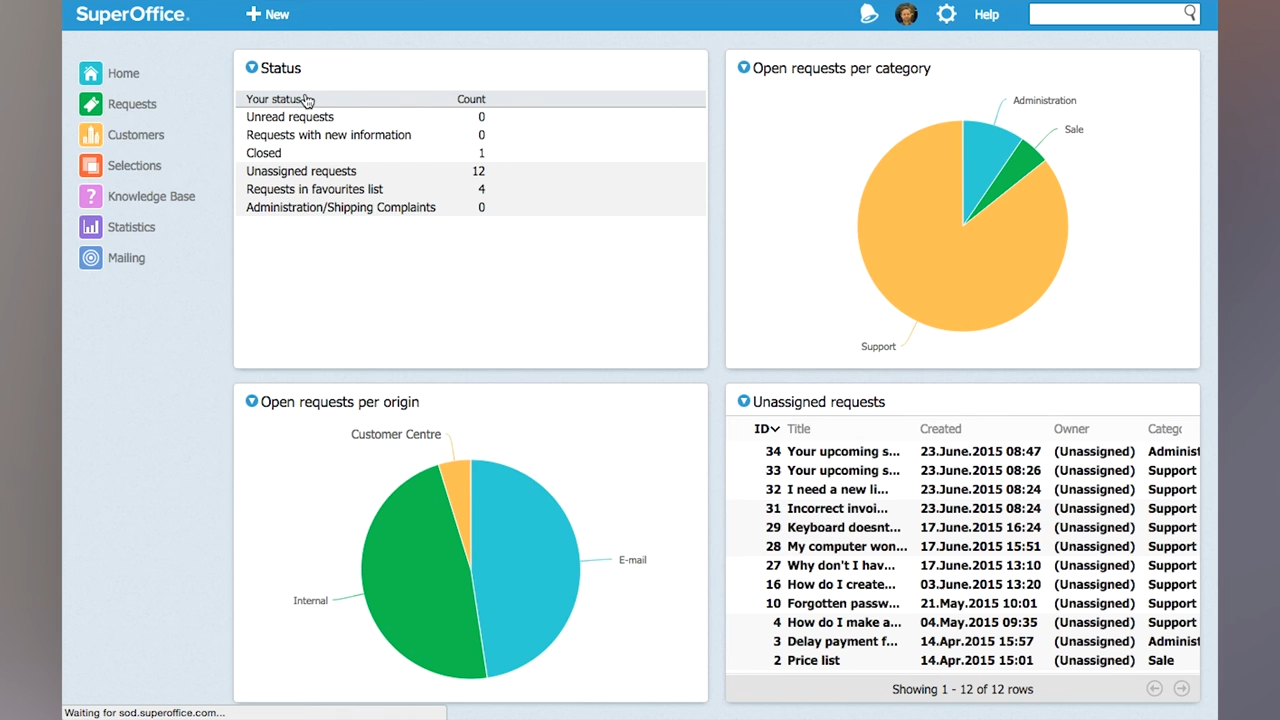 SuperOffice.
New
Help
Home
Requests
Customers
Selections
Knowledge Base
Statistics
Mailing
Status
Your status Count
Unread requests 0
Requests with new information 0
Closed 1
Unassigned requests 12
Requests in favourites list 4
Administration/Shipping Complaints 0
Open requests per category
Administration
Sale
Support
Open requests per origin
Customer Centre
E-mail
Internal
Unassigned requests
ID Title Created Owner Catego
34 Your upcoming s... 23.June.2015 08:47 (Unassigned) Administ
33 Your upcoming s... 23.June.2015 08:26 (Unassigned) Support
32 I need a new li... 23.June.2015 08:24 (Unassigned) Support
31 Incorrect invoi... 23.June.2015 08:24 (Unassigned) Support
29 Keyboard doesnt... 17.June.2015 16:24 (Unassigned) Support
28 My computer won... 17.June.2015 15:51 (Unassigned) Support
27 Why don't I hav... 17.June.2015 13:10 (Unassigned) Support
16 How do I create... 03.June.2015 13:20 (Unassigned) Support
10 Forgotten passw... 21.May.2015 10:01 (Unassigned) Support
4 How do I make a... 04.May.2015 09:35 (Unassigned) Support
3 Delay payment f... 14.Apr.2015 15:57 (Unassigned) Administ
2 Price list 14.Apr.2015 15:01 (Unassigned) Sale
Showing 1 - 12 of 12 rows
Waiting for sod.superoffice.com...